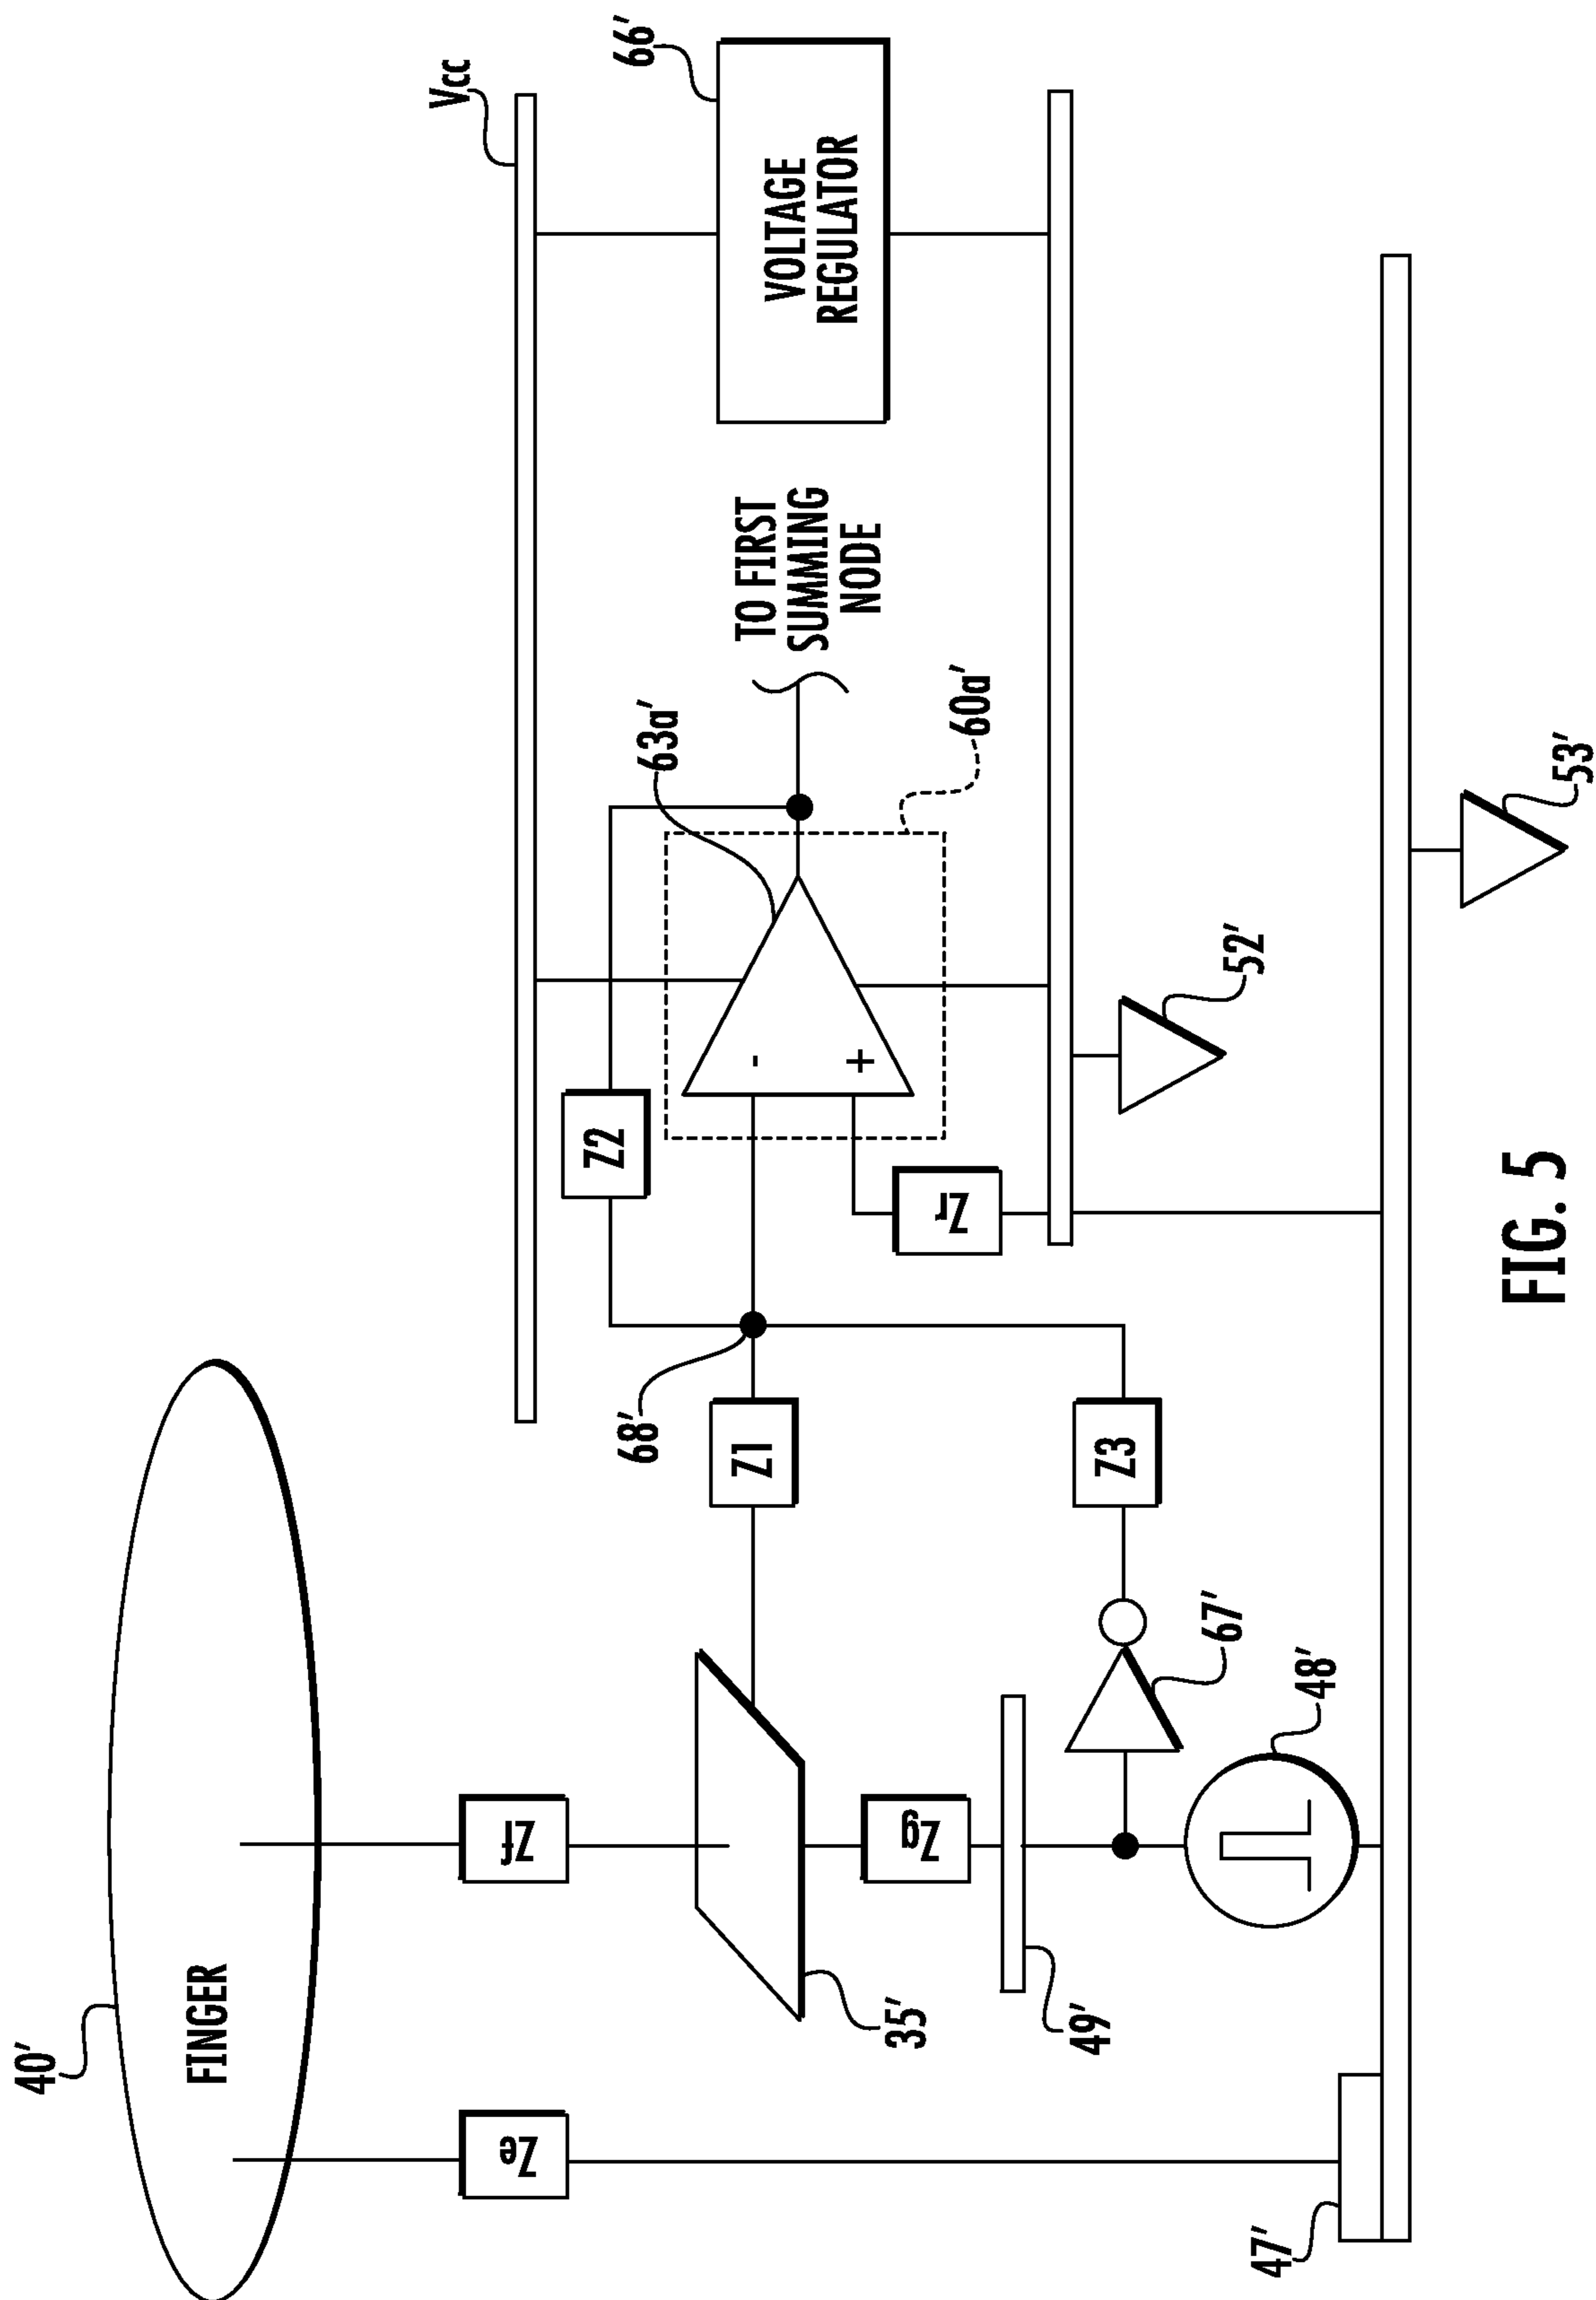 40'
FINGER
Ze
Zf
35'
Zg
49'
47'
48'
67'
Z1
Z3
68'
Z2
Zr
-
+
63a'
60a'
TO FIRST
SUMMING
NODE
Vcc
66'
VOLTAGE
REGULATOR
52'
53'
FIG. 5